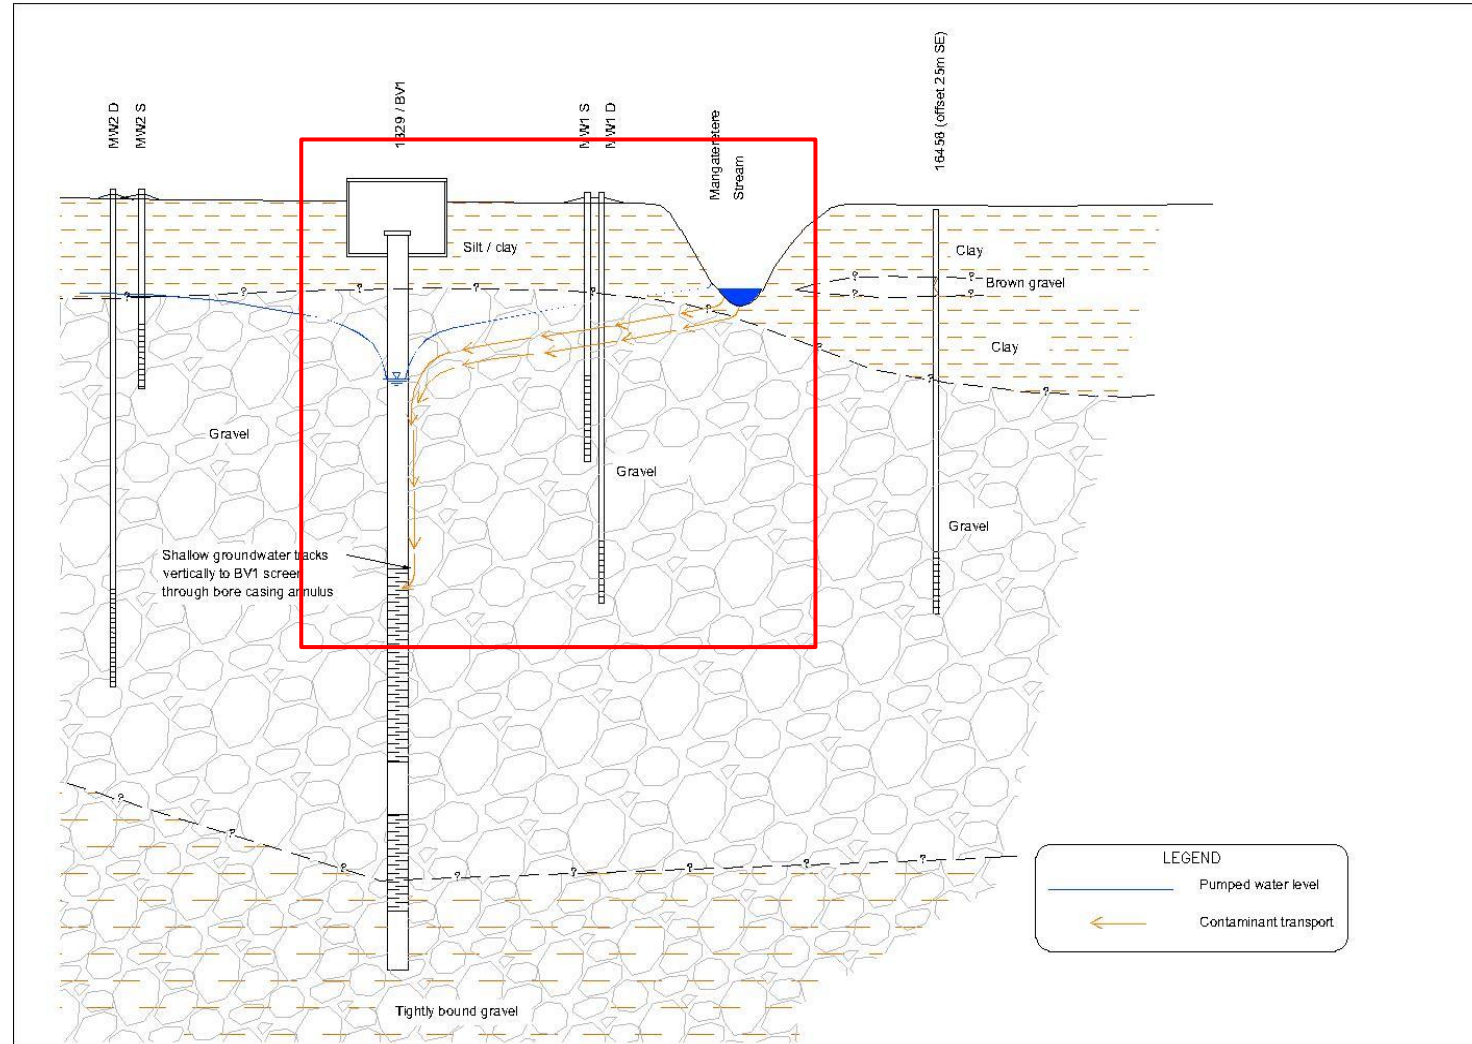 MW2 D
MW2 S
1329 / BV1
MW1 S
MW1 D
Mangateretere
Stream
16458 (offset 25m SE)
Silt / clay
Clay
Brown gravel
Clay
Gravel
Gravel
Gravel
Shallow groundwater tracks
vertically to BV1 screen
through bore casing annulus
Tightly bound gravel
LEGEND
Pumped water level
Contaminant transport
? ? ? ? ? ?
? ?
? ?
? ? ?
? ? ? ? ? ? ? ?